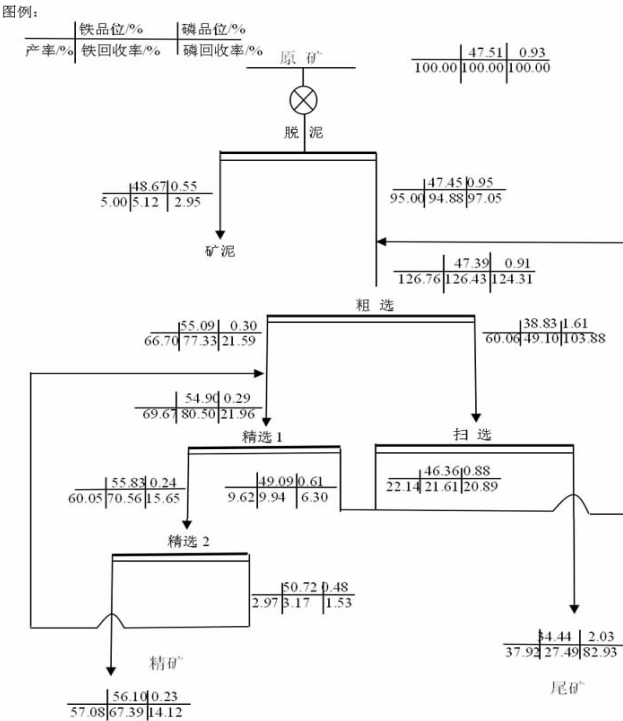 图例：
铁品位/% 磷品位/%
产率/% 铁回收率/% 磷回收率/%
原 矿
47.51 0.93
100.00 100.00 100.00
脱 泥
48.67 0.55
5.00 5.12 2.95
47.45 0.95
95.00 94.88 97.05
矿泥
47.39 0.91
126.76 126.43 124.31
粗 选
55.09 0.30
66.70 77.33 21.59
38.83 1.61
60.06 49.10 103.88
54.90 0.29
69.67 80.50 21.96
精选1
扫 选
55.83 0.24
60.05 70.56 15.65
49.09 0.61
9.62 9.94 6.30
46.36 0.88
22.14 21.61 20.89
精选2
50.72 0.48
2.97 3.17 1.53
34.44 2.03
37.92 27.49 82.93
精矿
尾矿
56.10 0.23
57.08 67.39 14.12